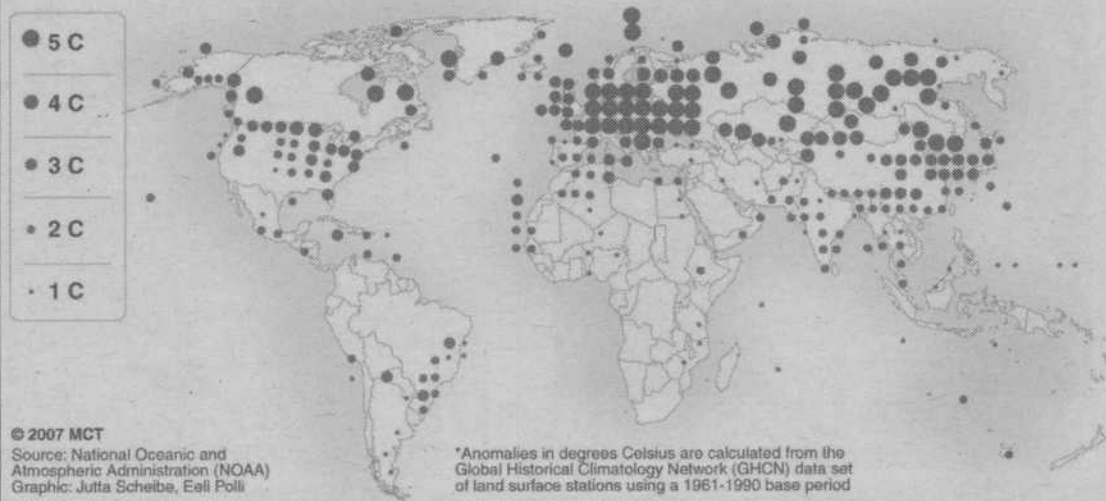 5 C
4 C
3 C
2 C
1 C
© 2007 MCT
Source: National Oceanic and
Atmospheric Administration (NOAA)
Graphic: Jutta Scheibe, Eeli Polli
*Anomalies in degrees Celsius are calculated from the
Global Historical Climatology Network (GHCN) data set
of land surface stations using a 1961-1990 base period